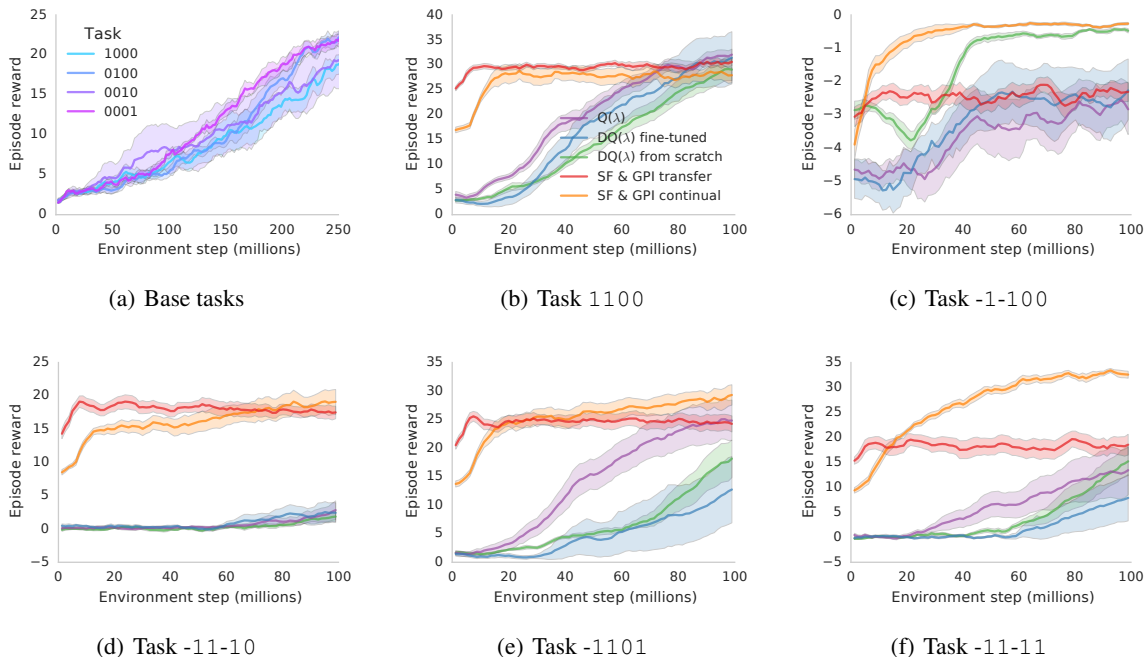 Episode reward
25
20
15
10
5
0
Task
1000
0100
0010
0001
0 50 100 150 200 250
Environment step (millions)
(a) Base tasks
Episode reward
40
35
30
25
20
15
10
5
0
Q(λ)
DQ(λ) fine-tuned
DQ(λ) from scratch
SF & GPI transfer
SF & GPI continual
0 20 40 60 80 100
Environment step (millions)
(b) Task 1100
Episode reward
0
−1
−2
−3
−4
−5
−6
0 20 40 60 80 100
Environment step (millions)
(c) Task -1-100
Episode reward
25
20
15
10
5
0
−5
0 20 40 60 80 100
Environment step (millions)
(d) Task -11-10
Episode reward
35
30
25
20
15
10
5
0
0 20 40 60 80 100
Environment step (millions)
(e) Task -1101
Episode reward
35
30
25
20
15
10
5
0
−5
0 20 40 60 80 100
Environment step (millions)
(f) Task -11-11